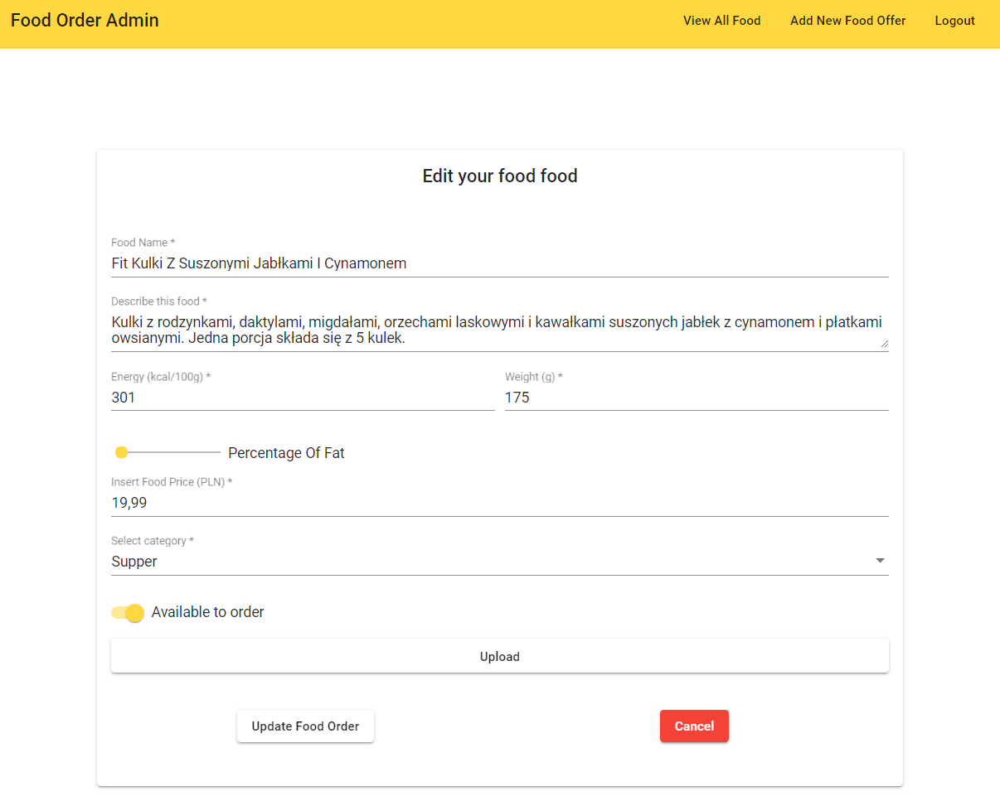 Food Order Admin
View All Food
Add New Food Offer
Logout
Edit your food food
Food Name *
Fit Kulki Z Suszonymi Jabłkami I Cynamonem
Describe this food *
Kulki z rodzynkami, daktylami, migdałami, orzechami laskowymi i kawałkami suszonych jabłek z cynamonem i płatkami
owsianymi. Jedna porcja składa się z 5 kulek.
Energy (kcal/100g) *
301
Weight (g) *
175
Percentage Of Fat
Insert Food Price (PLN) *
19,99
Select category *
Supper
Available to order
Upload
Update Food Order
Cancel